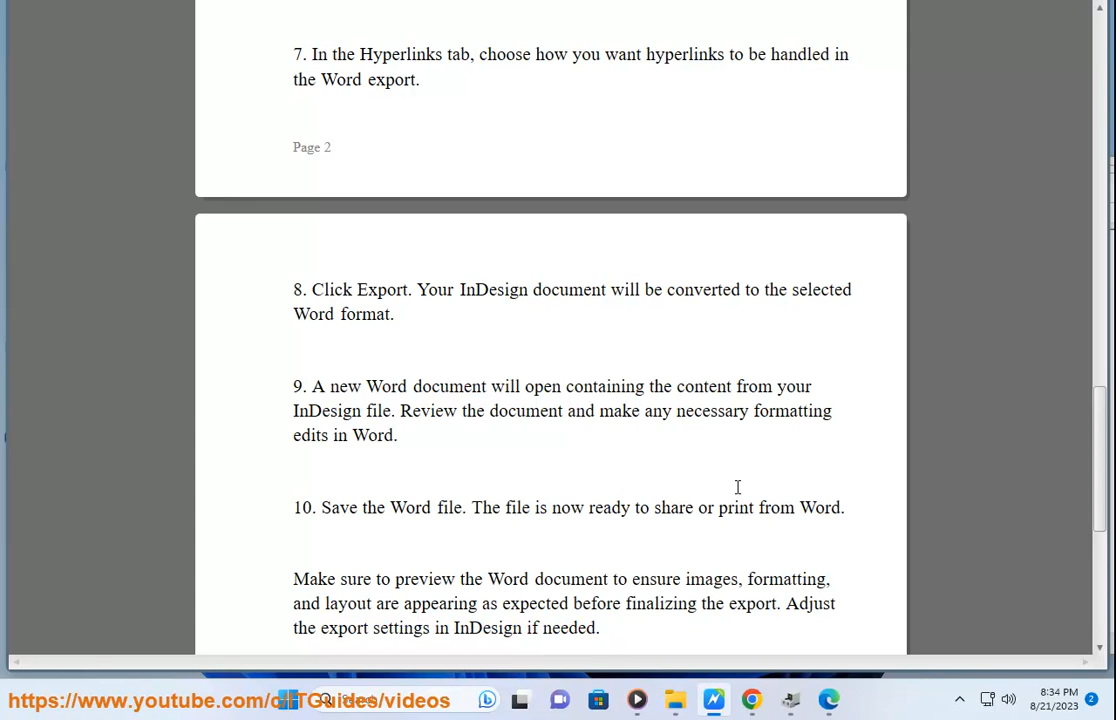 7. In the Hyperlinks tab, choose how you want hyperlinks to be handled in
the Word export.
Page 2
8. Click Export. Your InDesign document will be converted to the selected
Word format.
9. A new Word document will open containing the content from your
InDesign file. Review the document and make any necessary formatting
edits in Word.
10. Save the Word file. The file is now ready to share or print from Word.
Make sure to preview the Word document to ensure images, formatting,
and layout are appearing as expected before finalizing the export. Adjust
the export settings in InDesign if needed.
8:34 PM
8/21/2023
2